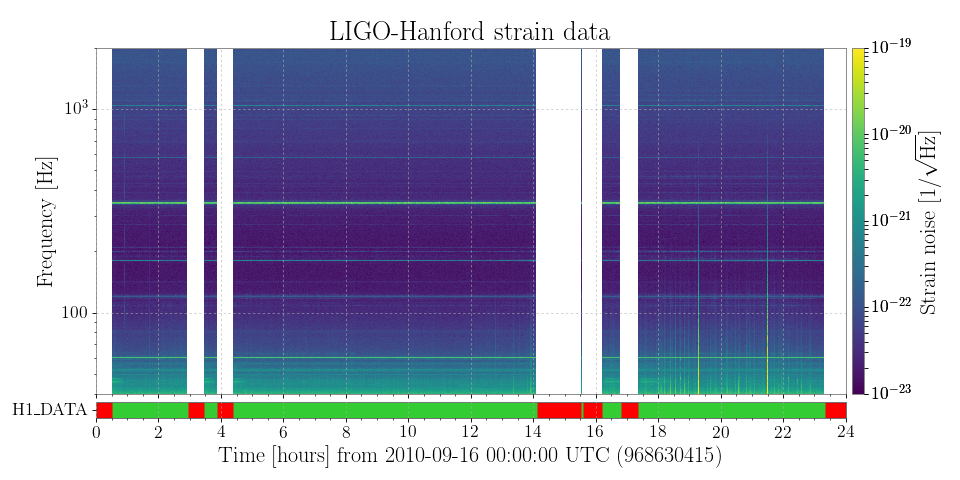 LIGO-Hanford strain data
Frequency [Hz]
10³
100
10⁻¹⁹
10⁻²⁰
10⁻²¹
10⁻²²
10⁻²³
Strain noise [1/√Hz]
H1_DATA
0 2 4 6 8 10 12 14 16 18 20 22 24
Time [hours] from 2010-09-16 00:00:00 UTC (968630415)